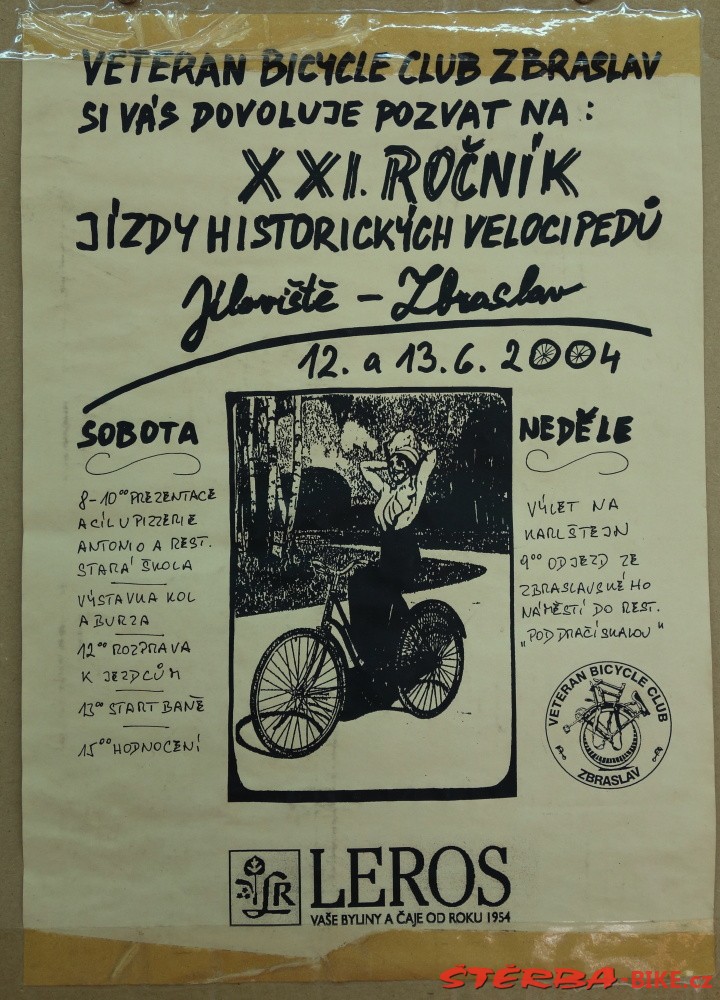 VETERAN BICYCLE CLUB ZBRASLAV
SI VÁS DOVOLUJE POZVAT NA:
XXI. ROČNÍK
JÍZDY HISTORICKÝCH VELOCIPEDŮ
Jíloviště - Zbraslav
12. a 13.6. 2004
SOBOTA
8-10⁰⁰ PREZENTACE
A CÍL U PIZZERIE
ANTONIO A REST.
STARÁ ŠKOLA
VÝSTAVKA KOL
A BURZA
12⁰⁰ ROZPRAVA
K JEZDCŮM
13⁰⁰ START BANĚ
15⁰⁰ HODNOCENÍ
NEDĚLE
VÝLET NA
KARLŠTEJN
9⁰⁰ ODJEZD ZE
ZBRASLAVSKÉHO
NÁMĚSTÍ DO REST.
„POD DRAČÍ SKALOU"
VETERAN BICYCLE CLUB
ZBRASLAV
LR
LEROS
VAŠE BYLINY A ČAJE OD ROKU 1954
ŠTĚRBA-BIKE.cz